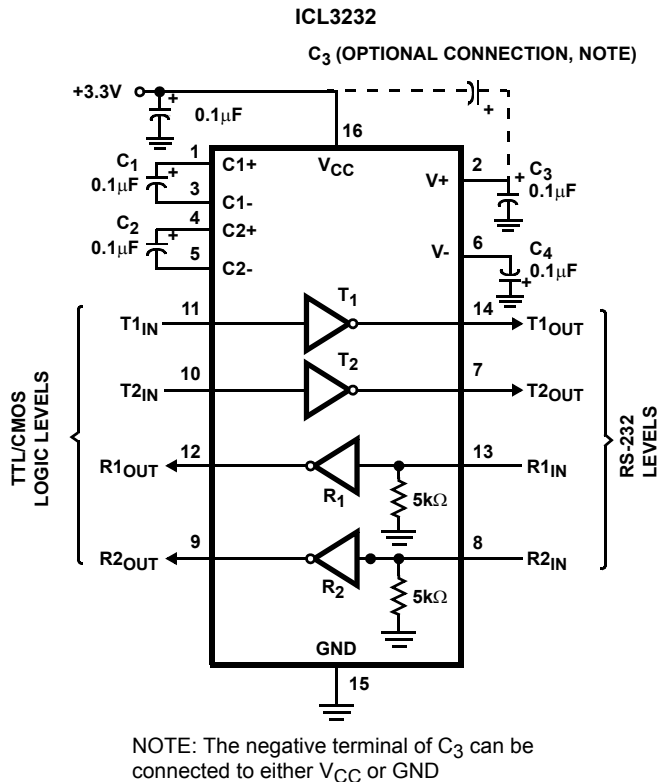 ICL3232
C3 (OPTIONAL CONNECTION, NOTE)
+3.3V
+
0.1μF
+
16
1
C1+
VCC
2
C1
0.1μF
+
3
C1-
V+
+
C3
0.1μF
C2
0.1μF
4
C2+
+
5
C2-
V-
6
C4
0.1μF
+
T1
11
14
T1IN
T1OUT
T2
10
7
T2IN
T2OUT
TTL/CMOS
LOGIC LEVELS
RS-232
LEVELS
12
13
R1OUT
R1IN
R1
5kΩ
9
8
R2OUT
R2IN
R2
5kΩ
GND
15
NOTE: The negative terminal of C3 can be
connected to either VCC or GND